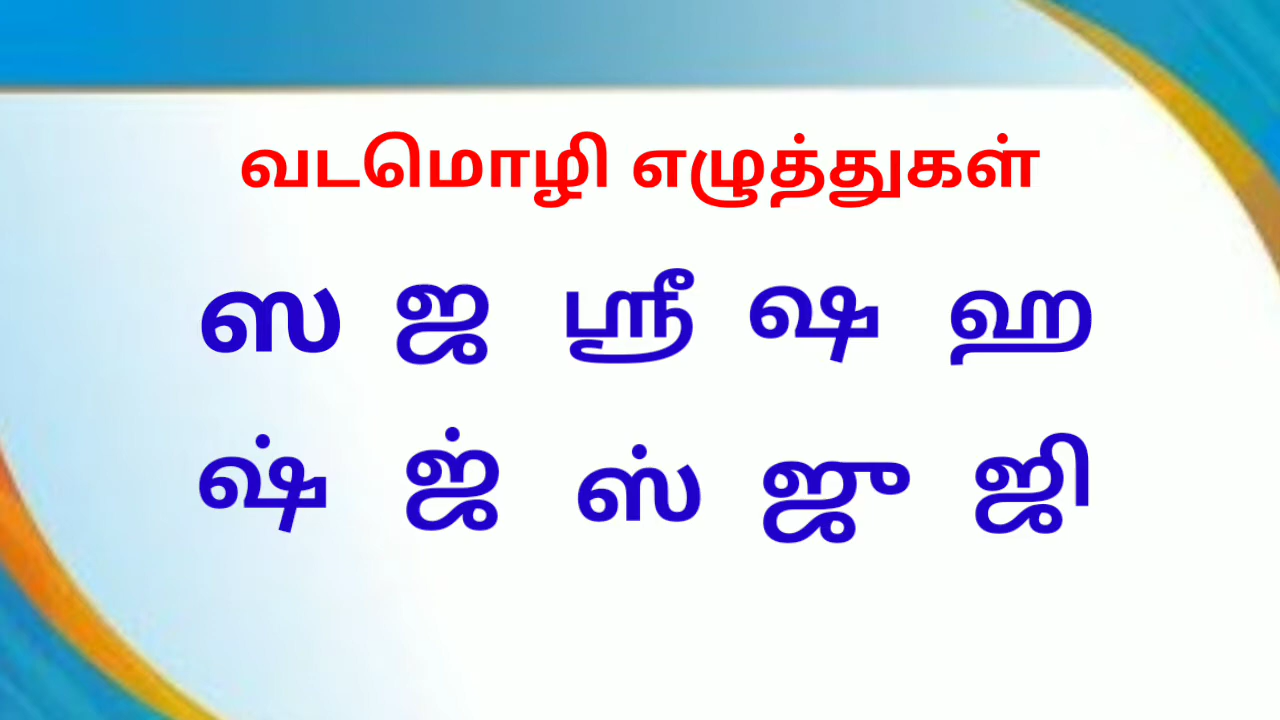 வடமொழி எழுத்துகள்
ஸ ஜ ஸ்ரீ ஷ ஹ
ஷ் ஜ் ஸ் ஜு ஜி